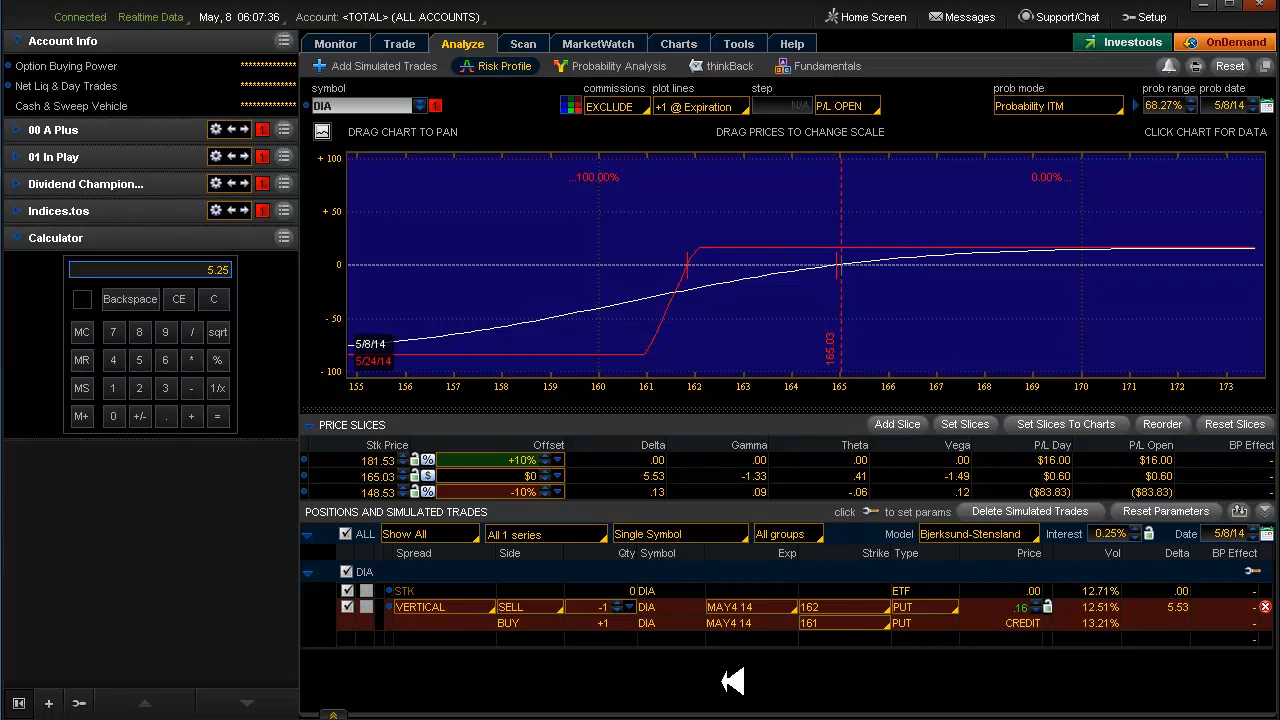 Connected Realtime Data May, 8 06:07:36 Account: <TOTAL> (ALL ACCOUNTS) Home Screen Messages Support/Chat Setup
Account Info
Option Buying Power **************
Net Liq & Day Trades **************
Cash & Sweep Vehicle **************
00 A Plus 1
01 In Play 1
Dividend Champion... 1
Indices.tos 1
Calculator
5.25
Backspace CE C
MC 7 8 9 / sqrt
MR 4 5 6 * %
MS 1 2 3 - 1/x
M+ 0 +/- . + =
Monitor Trade Analyze Scan MarketWatch Charts Tools Help Investools OnDemand
Add Simulated Trades Risk Profile Probability Analysis thinkBack Fundamentals Reset
symbol commissions plot lines step prob mode prob range prob date
DIA 1 EXCLUDE +1 @ Expiration N/A P/L OPEN Probability ITM 68.27% 5/8/14
DRAG CHART TO PAN DRAG PRICES TO CHANGE SCALE CLICK CHART FOR DATA
+ 100
...100.00% 0.00%...
+ 50
0
- 50
165.03
5/8/14
5/24/14
- 100
155 156 157 158 159 160 161 162 163 164 165 166 167 168 169 170 171 172 173
PRICE SLICES Add Slice Set Slices Set Slices To Charts Reorder Reset Slices
Stk Price Offset Delta Gamma Theta Vega P/L Day P/L Open BP Effect
181.53 % +10% .00 .00 .00 .00 $16.00 $16.00 -
165.03 $ $0 5.53 -1.33 .41 -1.49 $0.60 $0.60 -
148.53 % -10% .13 .09 -.06 .12 ($83.83) ($83.83) -
POSITIONS AND SIMULATED TRADES click to set params Delete Simulated Trades Reset Parameters
ALL Show All All 1 series Single Symbol All groups Model Bjerksund-Stensland Interest 0.25% Date 5/8/14
Spread Side Qty Symbol Exp Strike Type Price Vol Delta BP Effect
DIA
STK 0 DIA ETF .00 12.71% .00 -
VERTICAL SELL -1 DIA MAY4 14 162 PUT .16 12.51% 5.53 -
BUY +1 DIA MAY4 14 161 PUT CREDIT 13.21% -
-